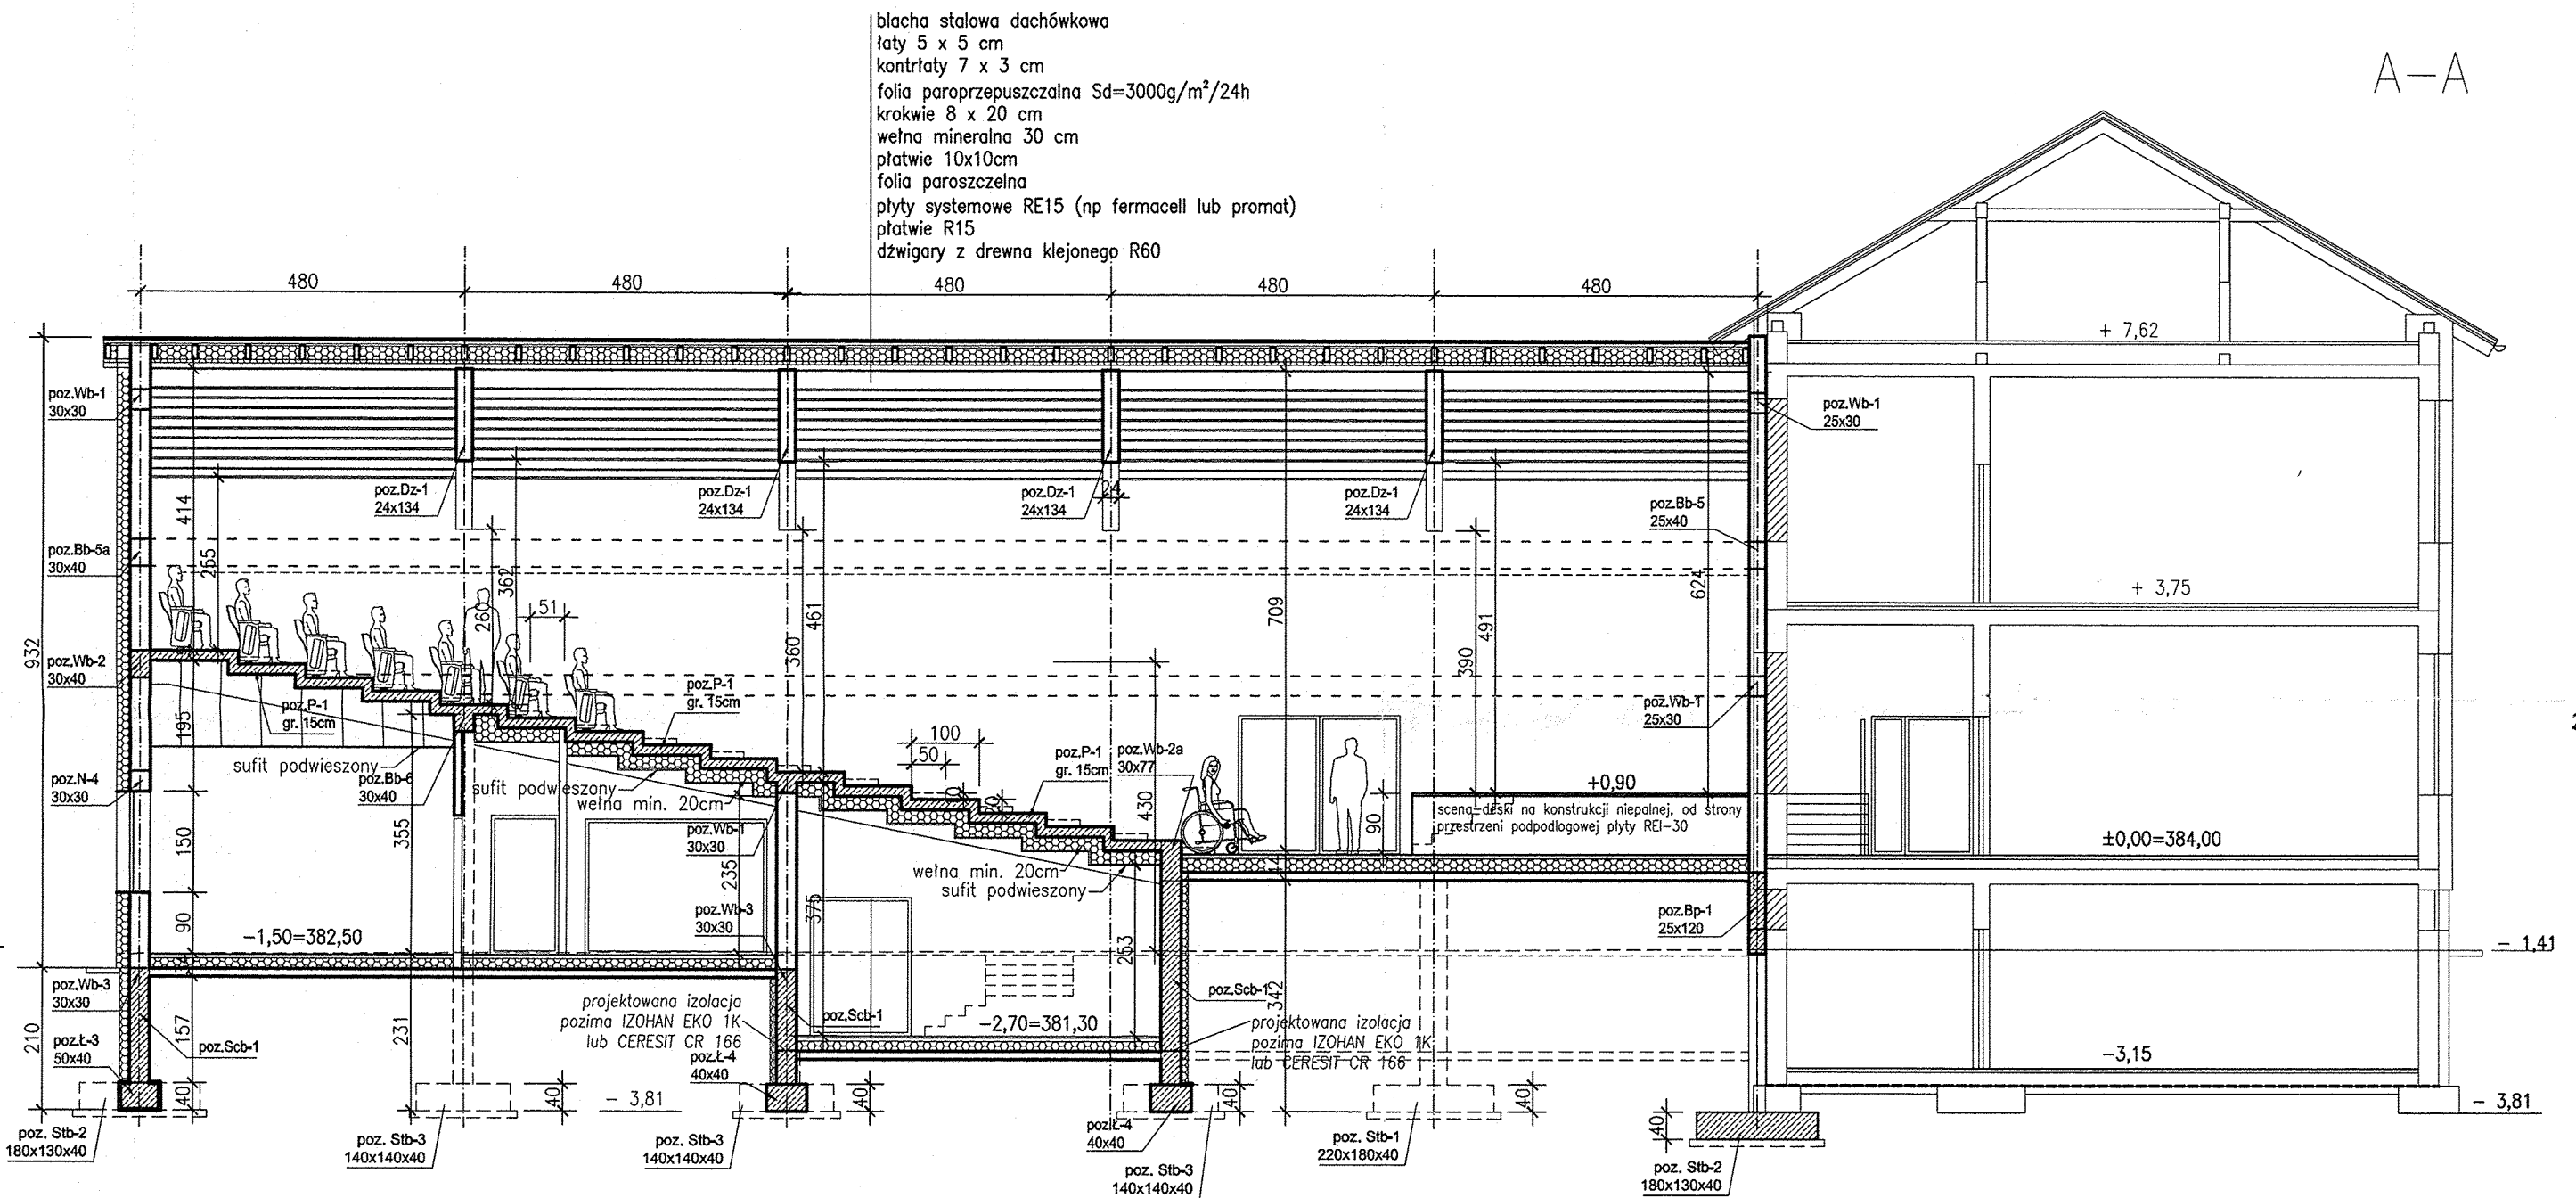 blacha stalowa dachówkowa
łaty 5 x 5 cm
kontrłaty 7 x 3 cm
folia paroprzepuszczalna Sd=3000g/m²/24h
krokwie 8 x 20 cm
wełna mineralna 30 cm
płatwie 10x10cm
folia paroszczelna
płyty systemowe RE15 (np fermacell lub promat)
płatwie R15
dźwigary z drewna klejonego R60
A-A
480
480
480
480
480
+ 7,62
poz.Wb-1
30x30
poz.Wb-1
25x30
poz.Dz-1
24x134
poz.Dz-1
24x134
poz.Dz-1
24x134
24
poz.Dz-1
24x134
poz.Bb-5
25x40
414
255
poz.Bb-5a
30x40
362
260
51
461
360
709
390
491
624
+ 3,75
932
poz.Wb-2
30x40
poz.P-1
gr. 15cm
195
sufit podwieszony
poz.Bb-6
30x40
poz.N-4
30x30
sufit podwieszony
wełna min. 20cm
poz.P-1
gr. 15cm
100
50
poz.P-1
gr. 15cm
poz.Wb-2a
30x77
430
poz.Wb-1
25x30
+0,90
scena-deski na konstrukcji niepalnej, od strony
przestrzeni podpodłogowej płyty REI-30
90
±0,00=384,00
150
355
poz.Wb-1
30x30
235
wełna min. 20cm
sufit podwieszony
14
90
-1,50=382,50
poz.Wb-3
30x30
375
253
poz.Bp-1
25x120
- 1,41
poz.Wb-3
30x30
157
210
poz.Ł-3
50x40
poz.Scb-1
231
projektowana izolacja
pozima IZOHAN EKO 1K
lub CERESIT CR 166
poz.Scb-1
-2,70=381,30
poz.Scb-1
342
projektowana izolacja
pozima IZOHAN EKO 1K
lub CERESIT CR 166
-3,15
poz.Ł-4
40x40
40
40
- 3,81
40
40
40
40
- 3,81
poz. Stb-2
180x130x40
poz. Stb-3
140x140x40
poz. Stb-3
140x140x40
poz.Ł-4
40x40
poz. Stb-3
140x140x40
poz. Stb-1
220x180x40
poz. Stb-2
180x130x40